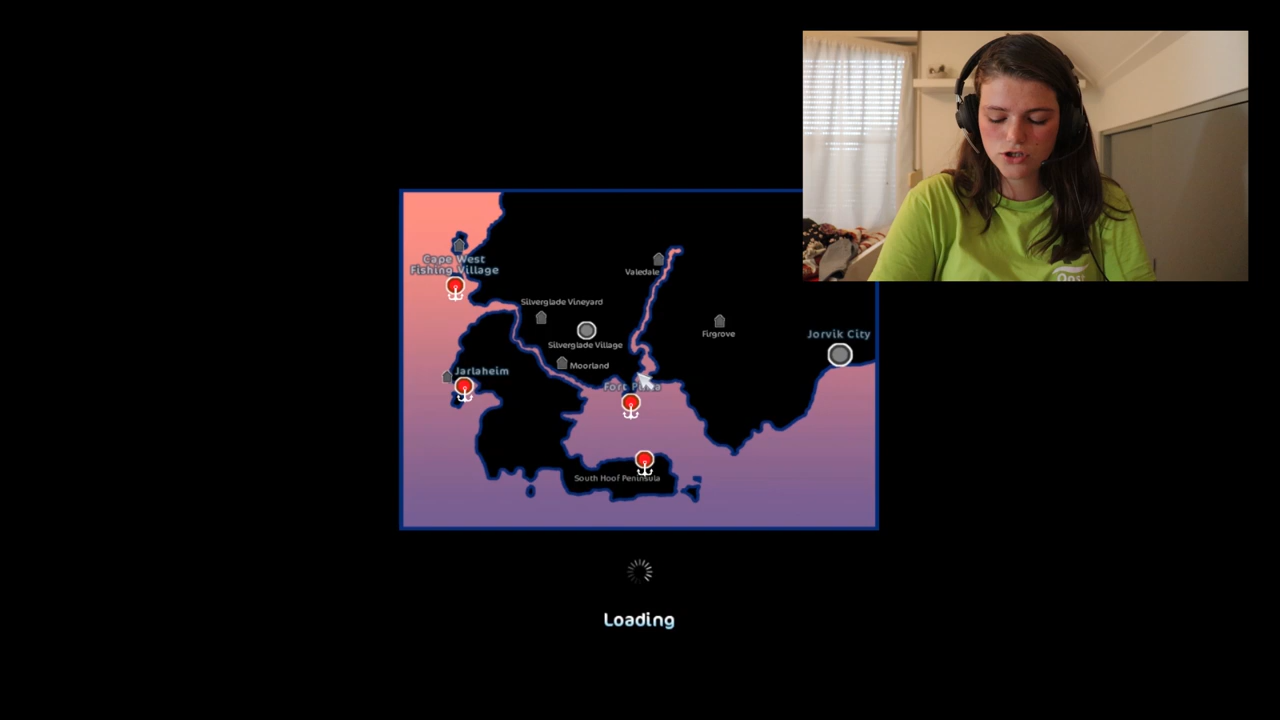 Cape West
Fishing Village
Valedale
Silverglade Vineyard
Firgrove
Jorvik City
Silverglade Village
Moorland
Jarlaheim
South Hoof Peninsula
Loading